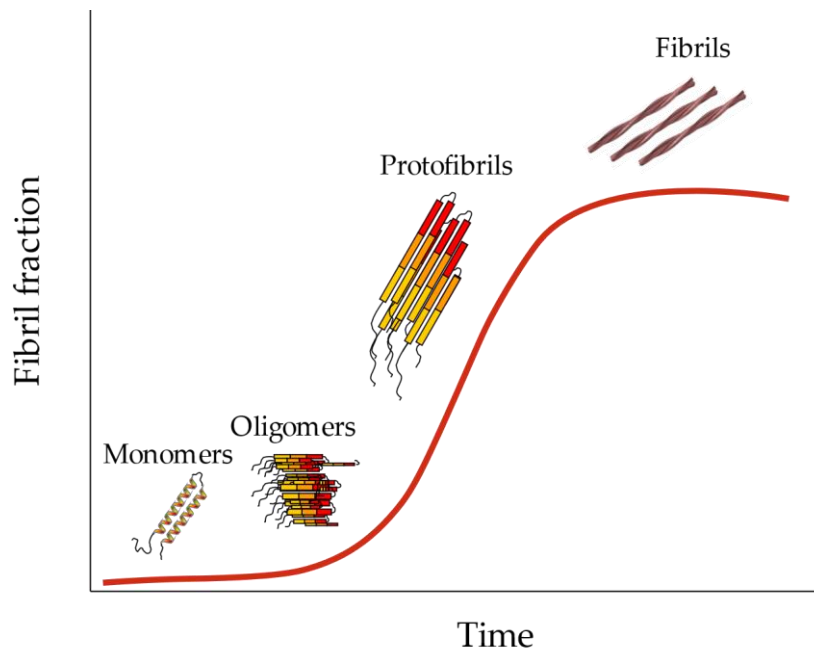 Fibrils
Protofibrils
Oligomers
Monomers
Fibril fraction
Time